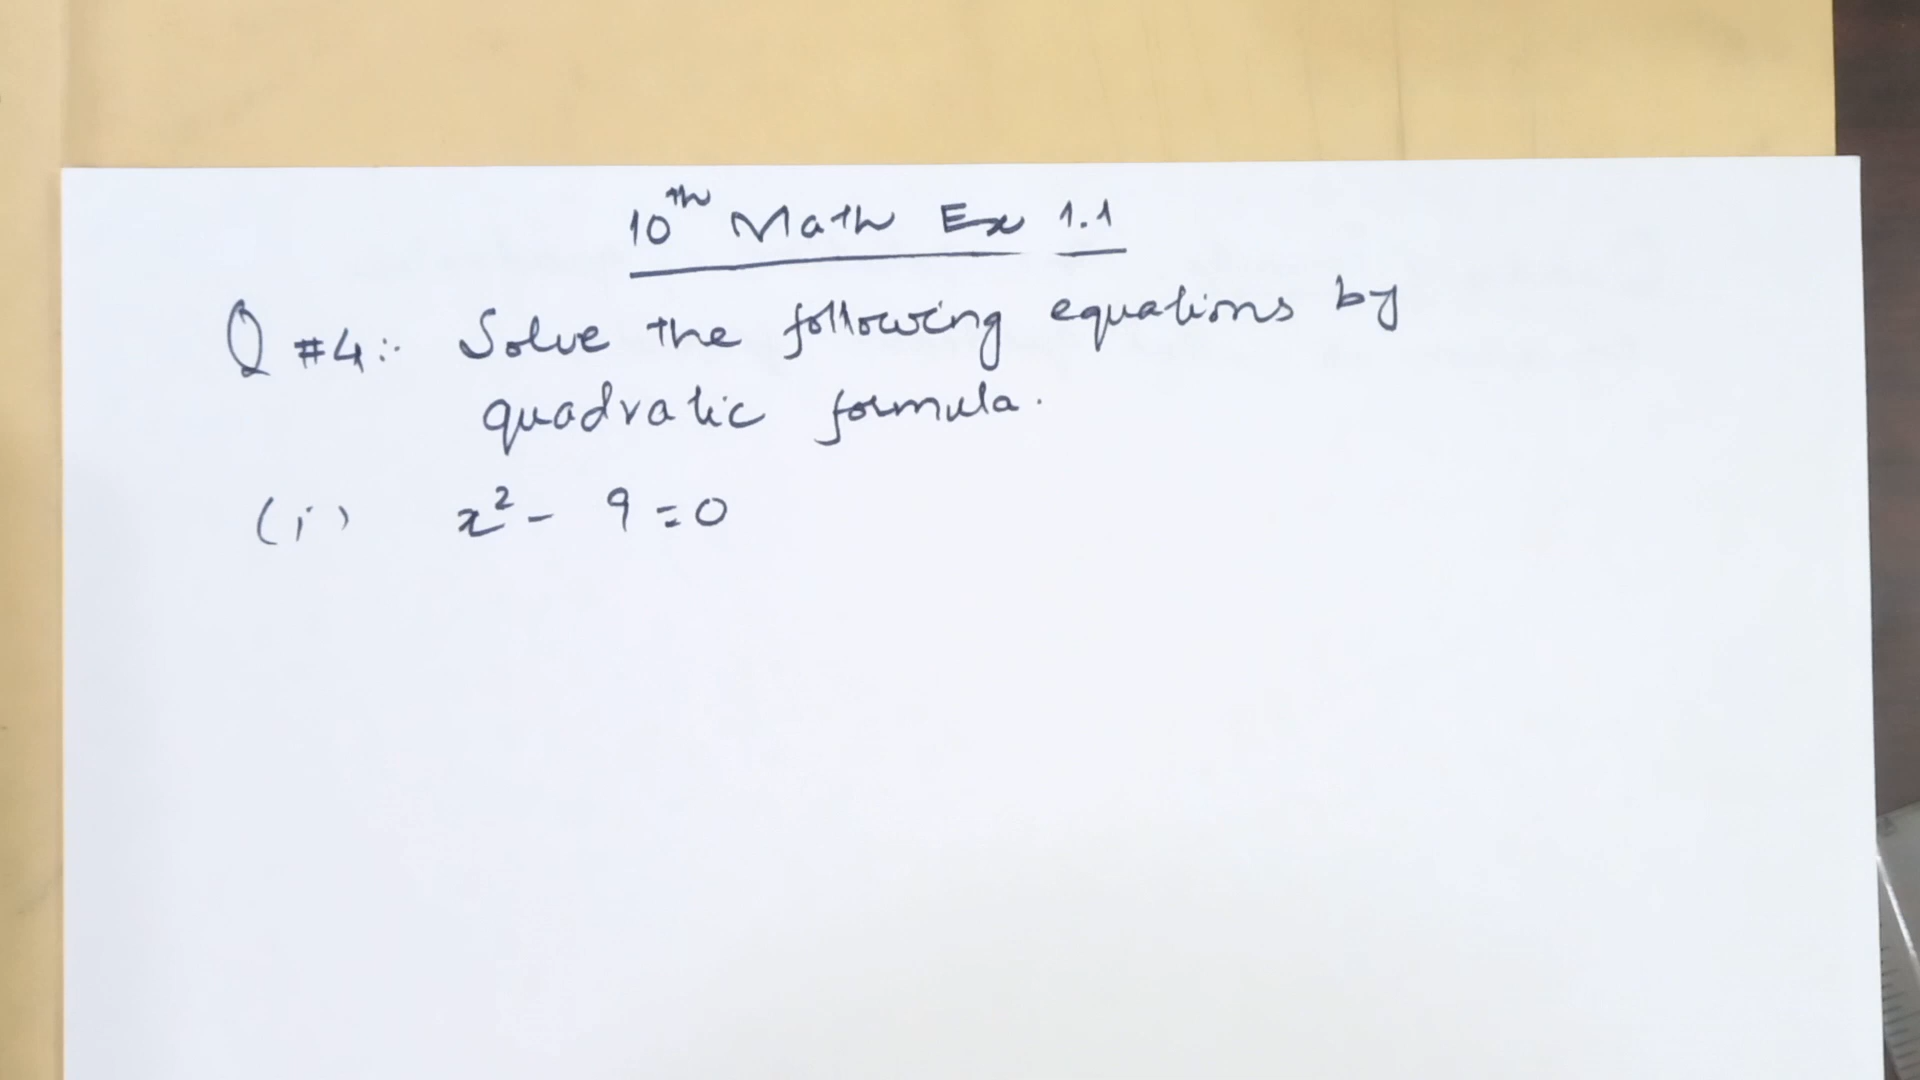 10th Math Ex 1.1
Q #4:- Solve the following equations by
quadratic formula.
(i) x² - 9 = 0